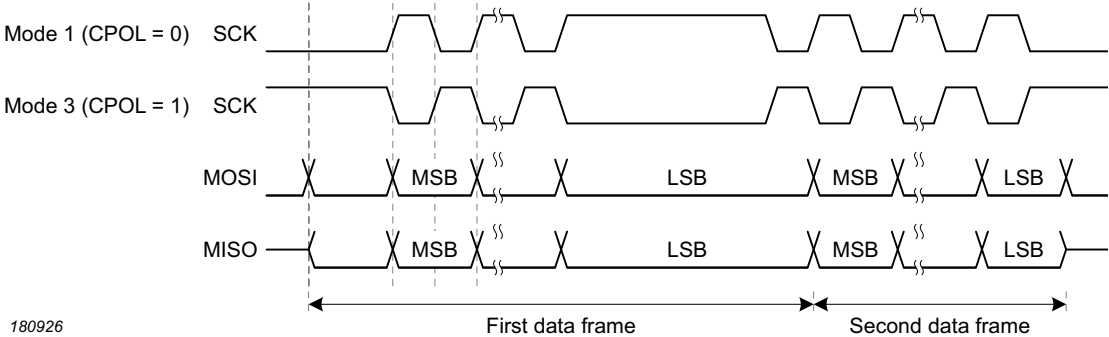 Mode 1 (CPOL = 0) SCK
Mode 3 (CPOL = 1) SCK
MOSI MSB LSB MSB LSB
MISO MSB LSB MSB LSB
First data frame Second data frame
180926